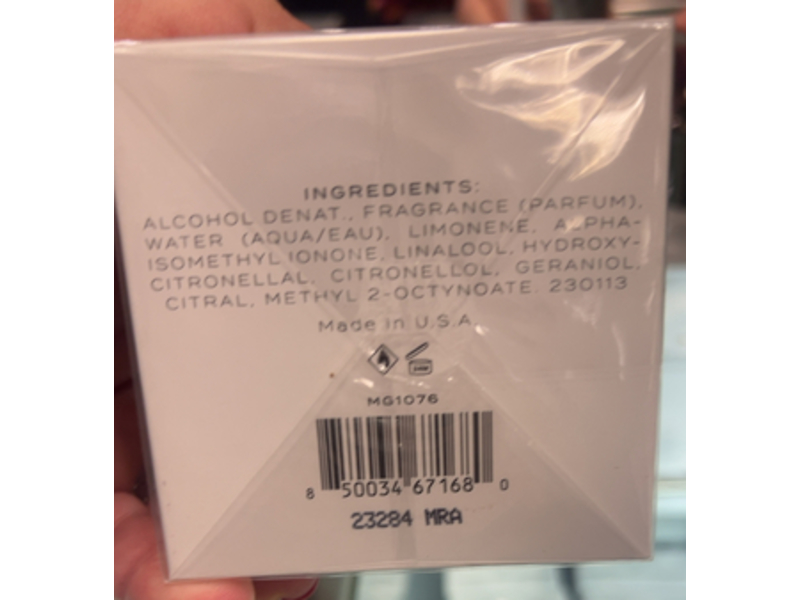 INGREDIENTS:
ALCOHOL DENAT., FRAGRANCE (PARFUM),
WATER (AQUA/EAU), LIMONENE, ALPHA-
ISOMETHYL IONONE, LINALOOL, HYDROXY-
CITRONELLAL, CITRONELLOL, GERANIOL,
CITRAL, METHYL 2-OCTYNOATE. 230113
Made in U.S.A.
MG1076
8 50034 67168 0
23284 MRA